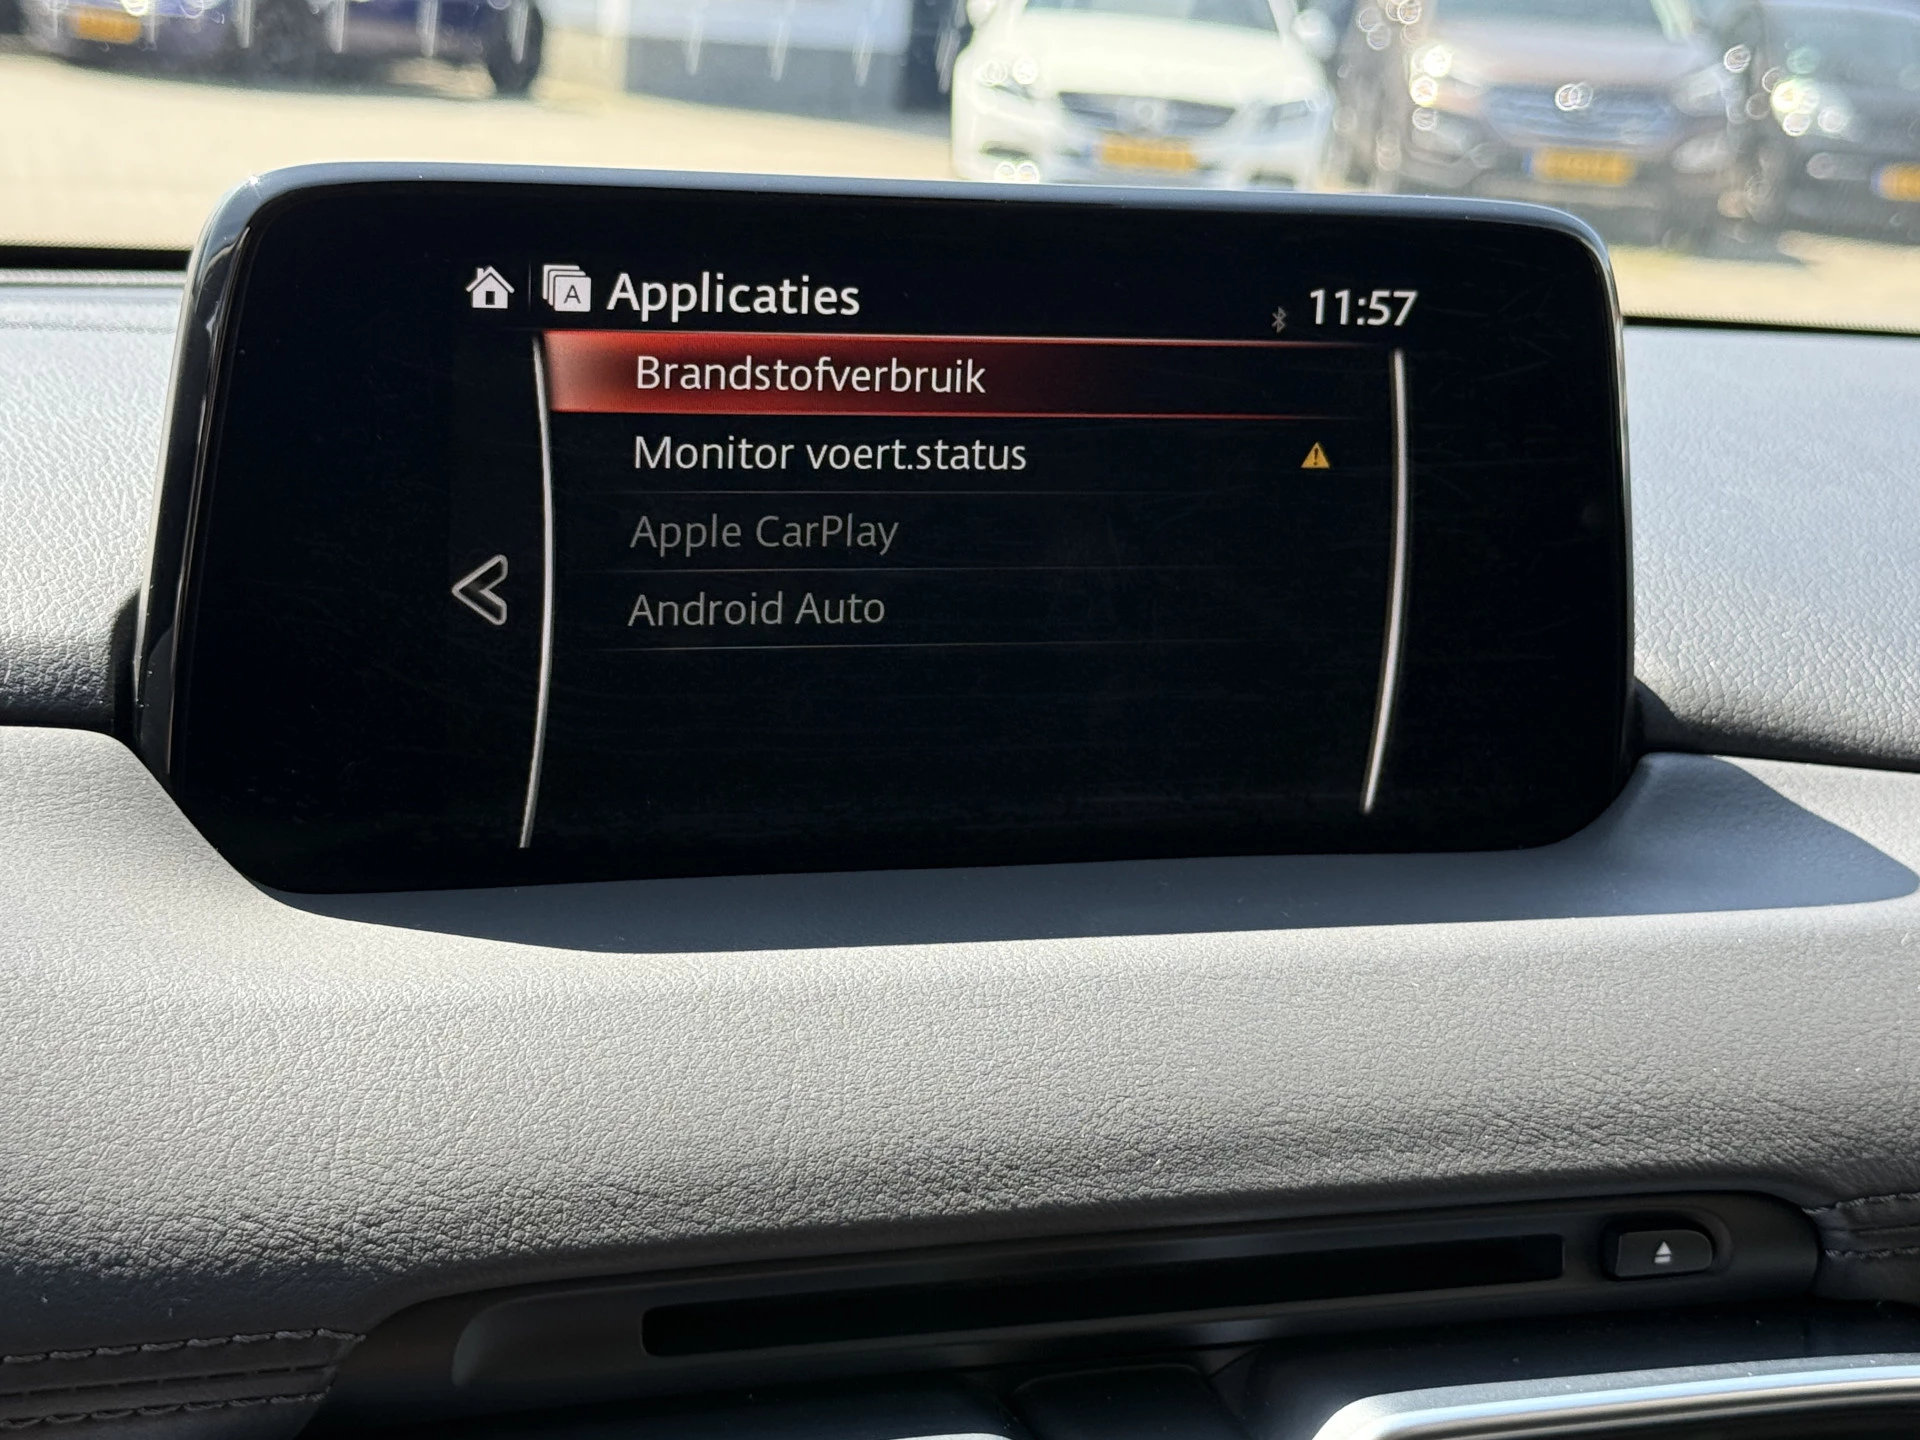 Applicaties
11:57
Brandstofverbruik
Monitor voert.status
Apple CarPlay
Android Auto